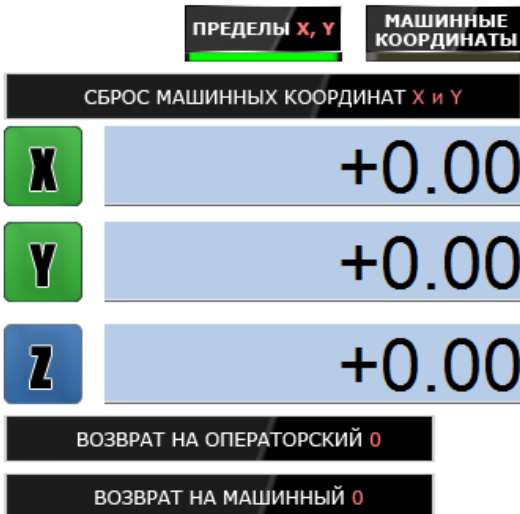 ПРЕДЕЛЫ X, Y
МАШИННЫЕ
КООРДИНАТЫ
СБРОС МАШИННЫХ КООРДИНАТ X и Y
X +0.00
Y +0.00
Z +0.00
ВОЗВРАТ НА ОПЕРАТОРСКИЙ 0
ВОЗВРАТ НА МАШИННЫЙ 0